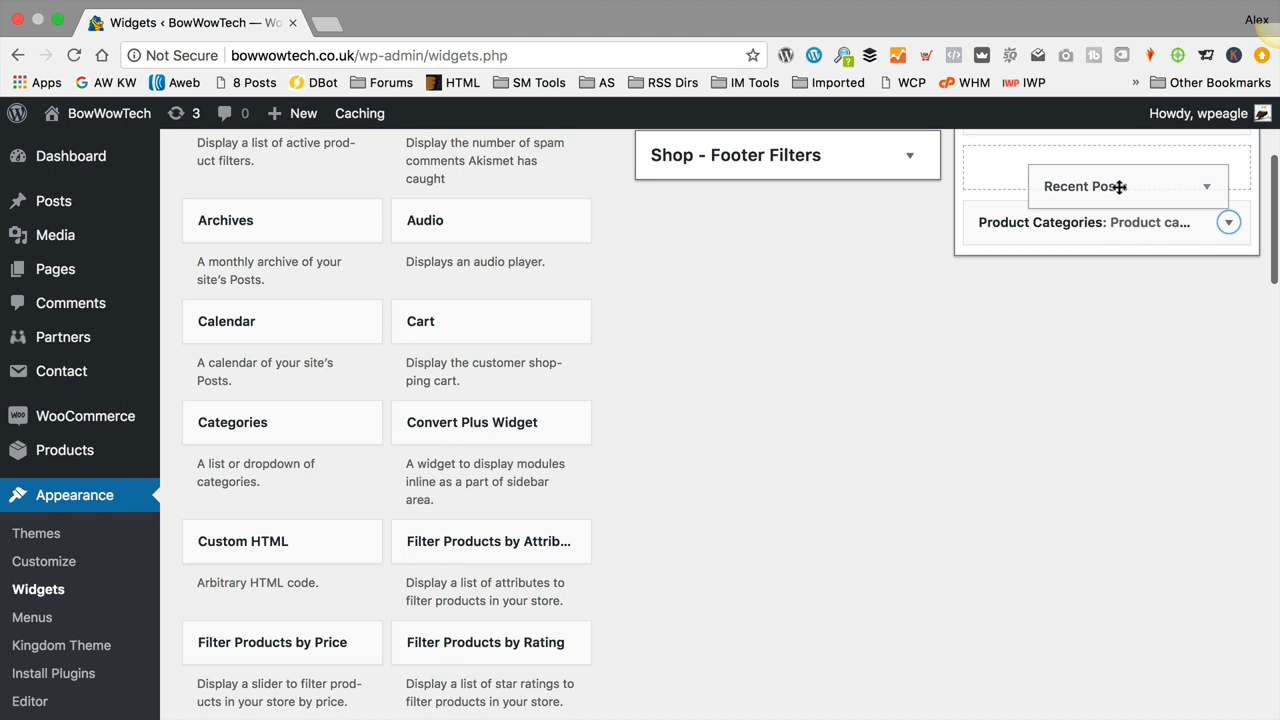 Widgets ‹ BowWowTech — Wo
Alex
Not Secure
bowwowtech.co.uk/wp-admin/widgets.php
Apps
AW KW
Aweb
8 Posts
DBot
Forums
HTML
SM Tools
AS
RSS Dirs
IM Tools
Imported
WCP
WHM
IWP
»
Other Bookmarks
BowWowTech
3
0
New
Caching
Howdy, wpeagle
Dashboard
Posts
Media
Pages
Comments
Partners
Contact
WooCommerce
Products
Appearance
Themes
Customize
Widgets
Menus
Kingdom Theme
Install Plugins
Editor
Display a list of active prod-
uct filters.
Display the number of spam
comments Akismet has
caught
Archives
Audio
A monthly archive of your
site's Posts.
Displays an audio player.
Calendar
Cart
A calendar of your site's
Posts.
Display the customer shop-
ping cart.
Categories
Convert Plus Widget
A list or dropdown of
categories.
A widget to display modules
inline as a part of sidebar
area.
Custom HTML
Filter Products by Attrib...
Arbitrary HTML code.
Display a list of attributes to
filter products in your store.
Filter Products by Price
Filter Products by Rating
Display a slider to filter prod-
ucts in your store by price.
Display a list of star ratings to
filter products in your store.
Shop - Footer Filters
Recent Posts
Product Categories: Product ca...